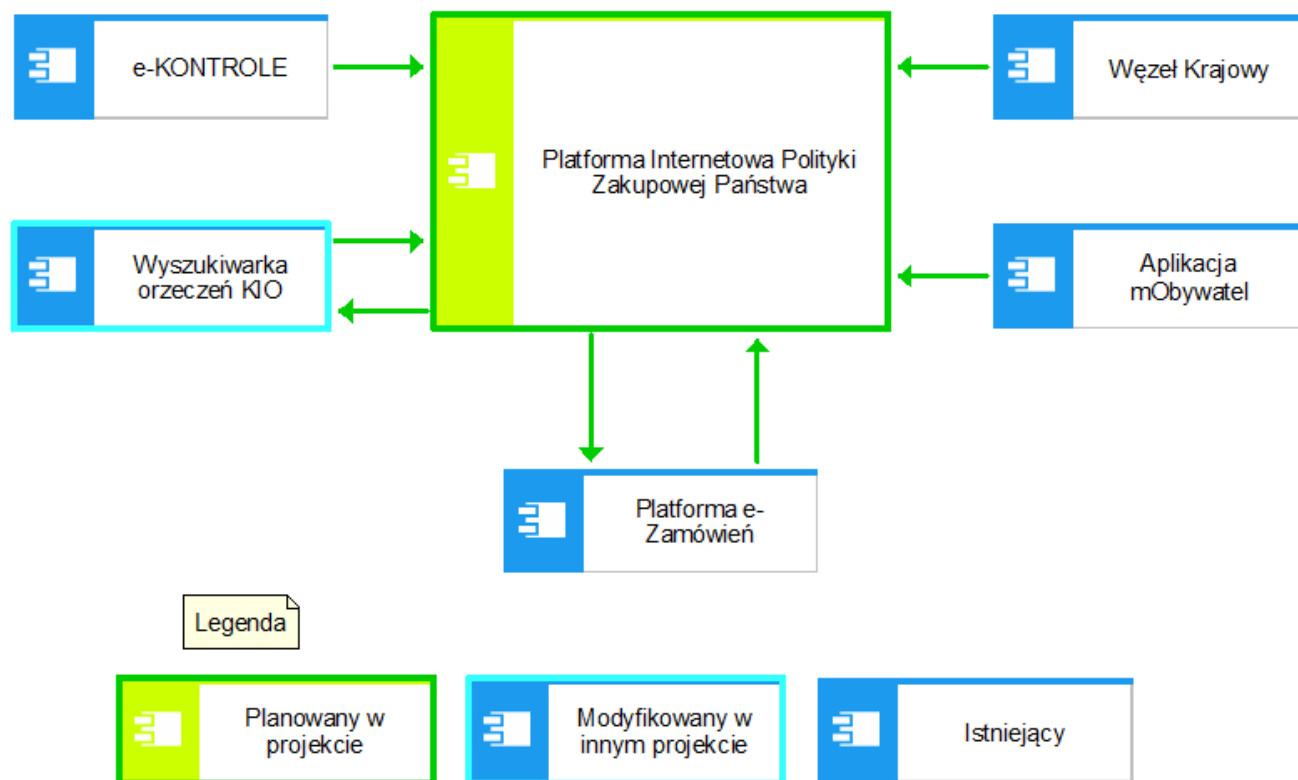 e-KONTROLE
Platforma Internetowa Polityki
Zakupowej Państwa
Węzeł Krajowy
Wyszukiwarka
orzeczeń KIO
Aplikacja
mObywatel
Platforma e-
Zamówień
Legenda
Planowany w
projekcie
Modyfikowany w
innym projekcie
Istniejący